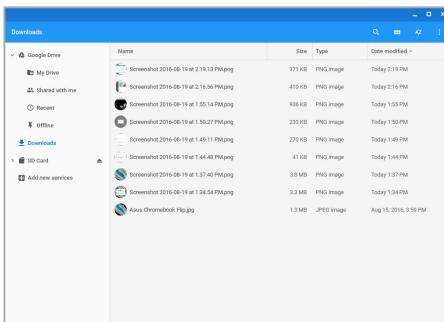 Downloads
Google Drive
My Drive
Shared with me
Recent
Offline
Downloads
SD Card
Add new services
Name Size Type Date modified
Screenshot 2016-08-19 at 2.19.13 PM.png 371 KB PNG image Today 2:19 PM
Screenshot 2016-08-19 at 2.16.56 PM.png 410 KB PNG image Today 2:16 PM
Screenshot 2016-08-19 at 1.55.14 PM.png 936 KB PNG image Today 1:55 PM
Screenshot 2016-08-19 at 1.50.27 PM.png 233 KB PNG image Today 1:50 PM
Screenshot 2016-08-19 at 1.49.11 PM.png 270 KB PNG image Today 1:49 PM
Screenshot 2016-08-19 at 1.44.48 PM.png 41 KB PNG image Today 1:44 PM
Screenshot 2016-08-19 at 1.37.40 PM.png 3.8 MB PNG image Today 1:37 PM
Screenshot 2016-08-19 at 1.34.54 PM.png 3.3 MB PNG image Today 1:34 PM
Asus Chromebook Flip.jpg 1.3 MB JPEG image Aug 15, 2016, 3:59 PM